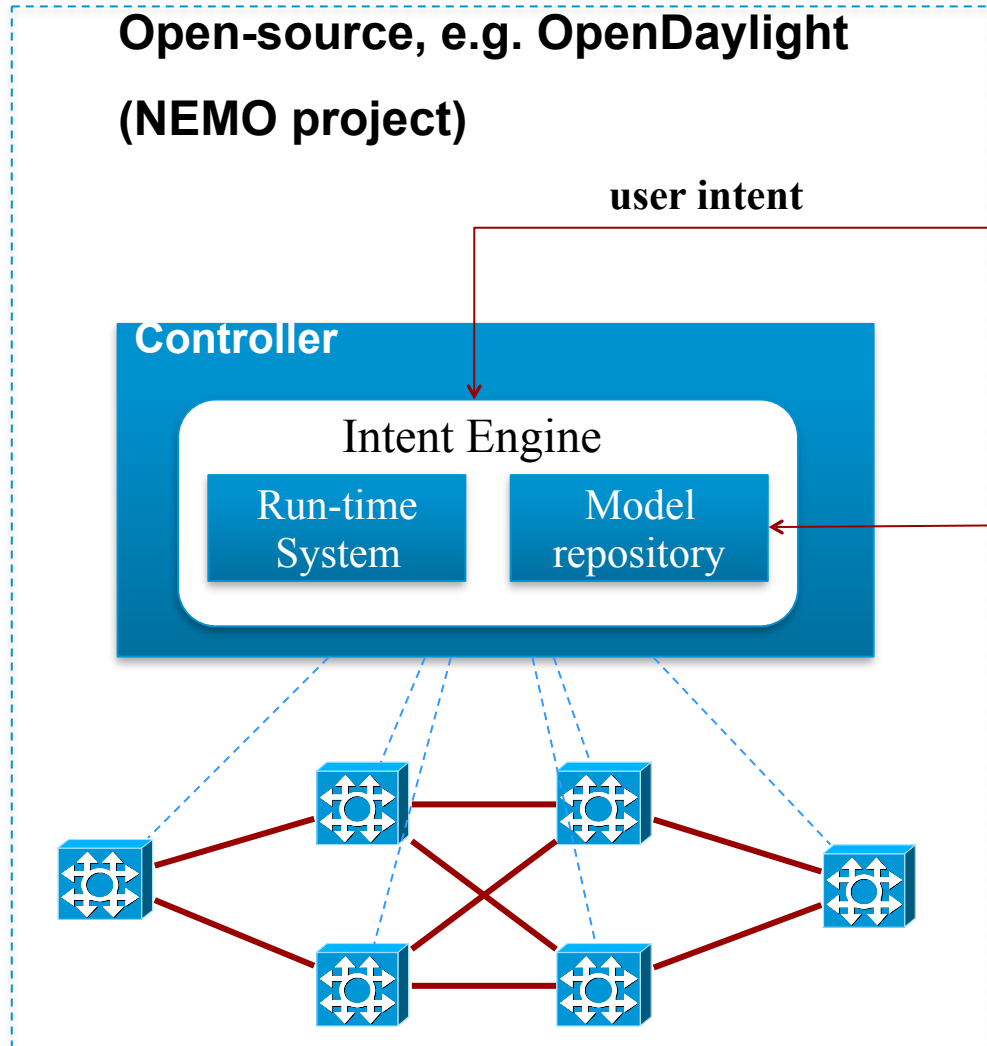 Open-source, e.g. OpenDaylight
(NEMO project)
user intent
Controller
Intent Engine
Run-time
System
Model
repository